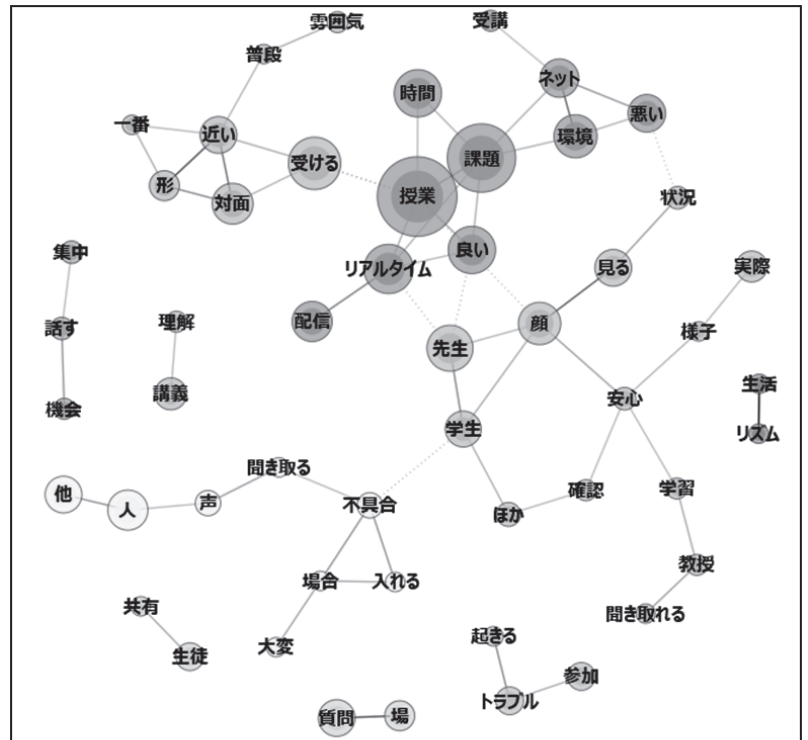 雰囲気
受講
普段
ネット
時間
悪い
一番
近い
環境
課題
受ける
形
対面
授業
状況
集中
リアルタイム
良い
見る
実際
配信
理解
話す
顔
様子
先生
生活
講義
機会
安心
学生
リズム
聞き取る
他
人
声
不具合
ほか
確認
学習
教授
場合
入れる
共有
聞き取れる
生徒
大変
起きる
参加
トラブル
質問
場